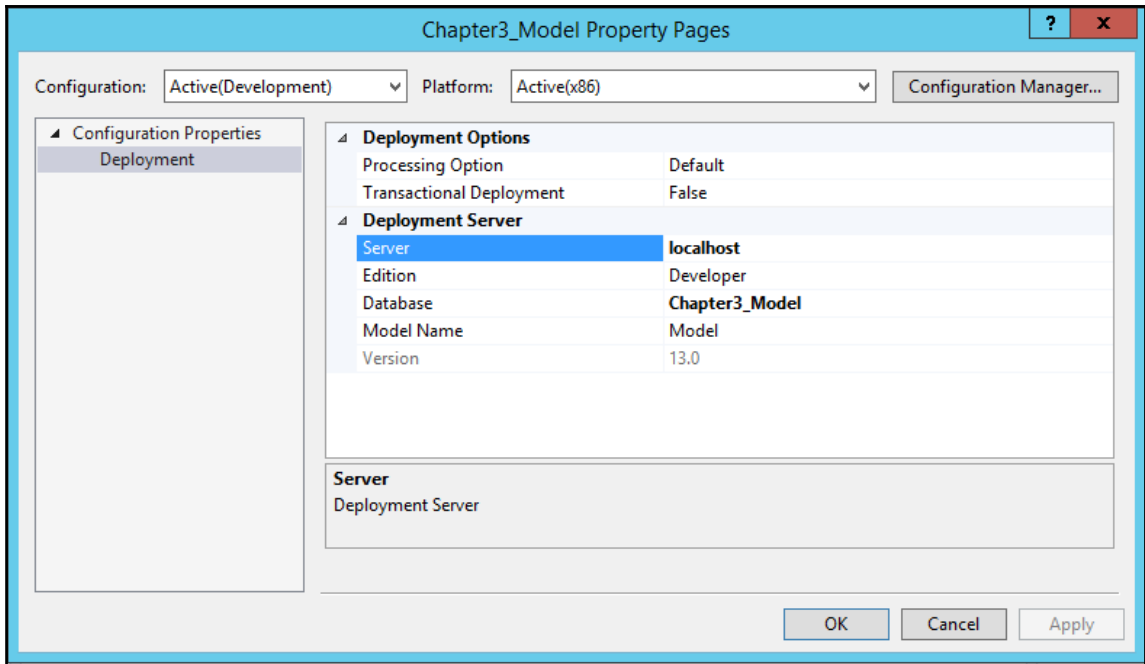 Chapter3_Model Property Pages
? x
Configuration: Active(Development) Platform: Active(x86) Configuration Manager...
Configuration Properties
Deployment
Deployment Options
Processing Option Default
Transactional Deployment False
Deployment Server
Server localhost
Edition Developer
Database Chapter3_Model
Model Name Model
Version 13.0
Server
Deployment Server
OK Cancel Apply